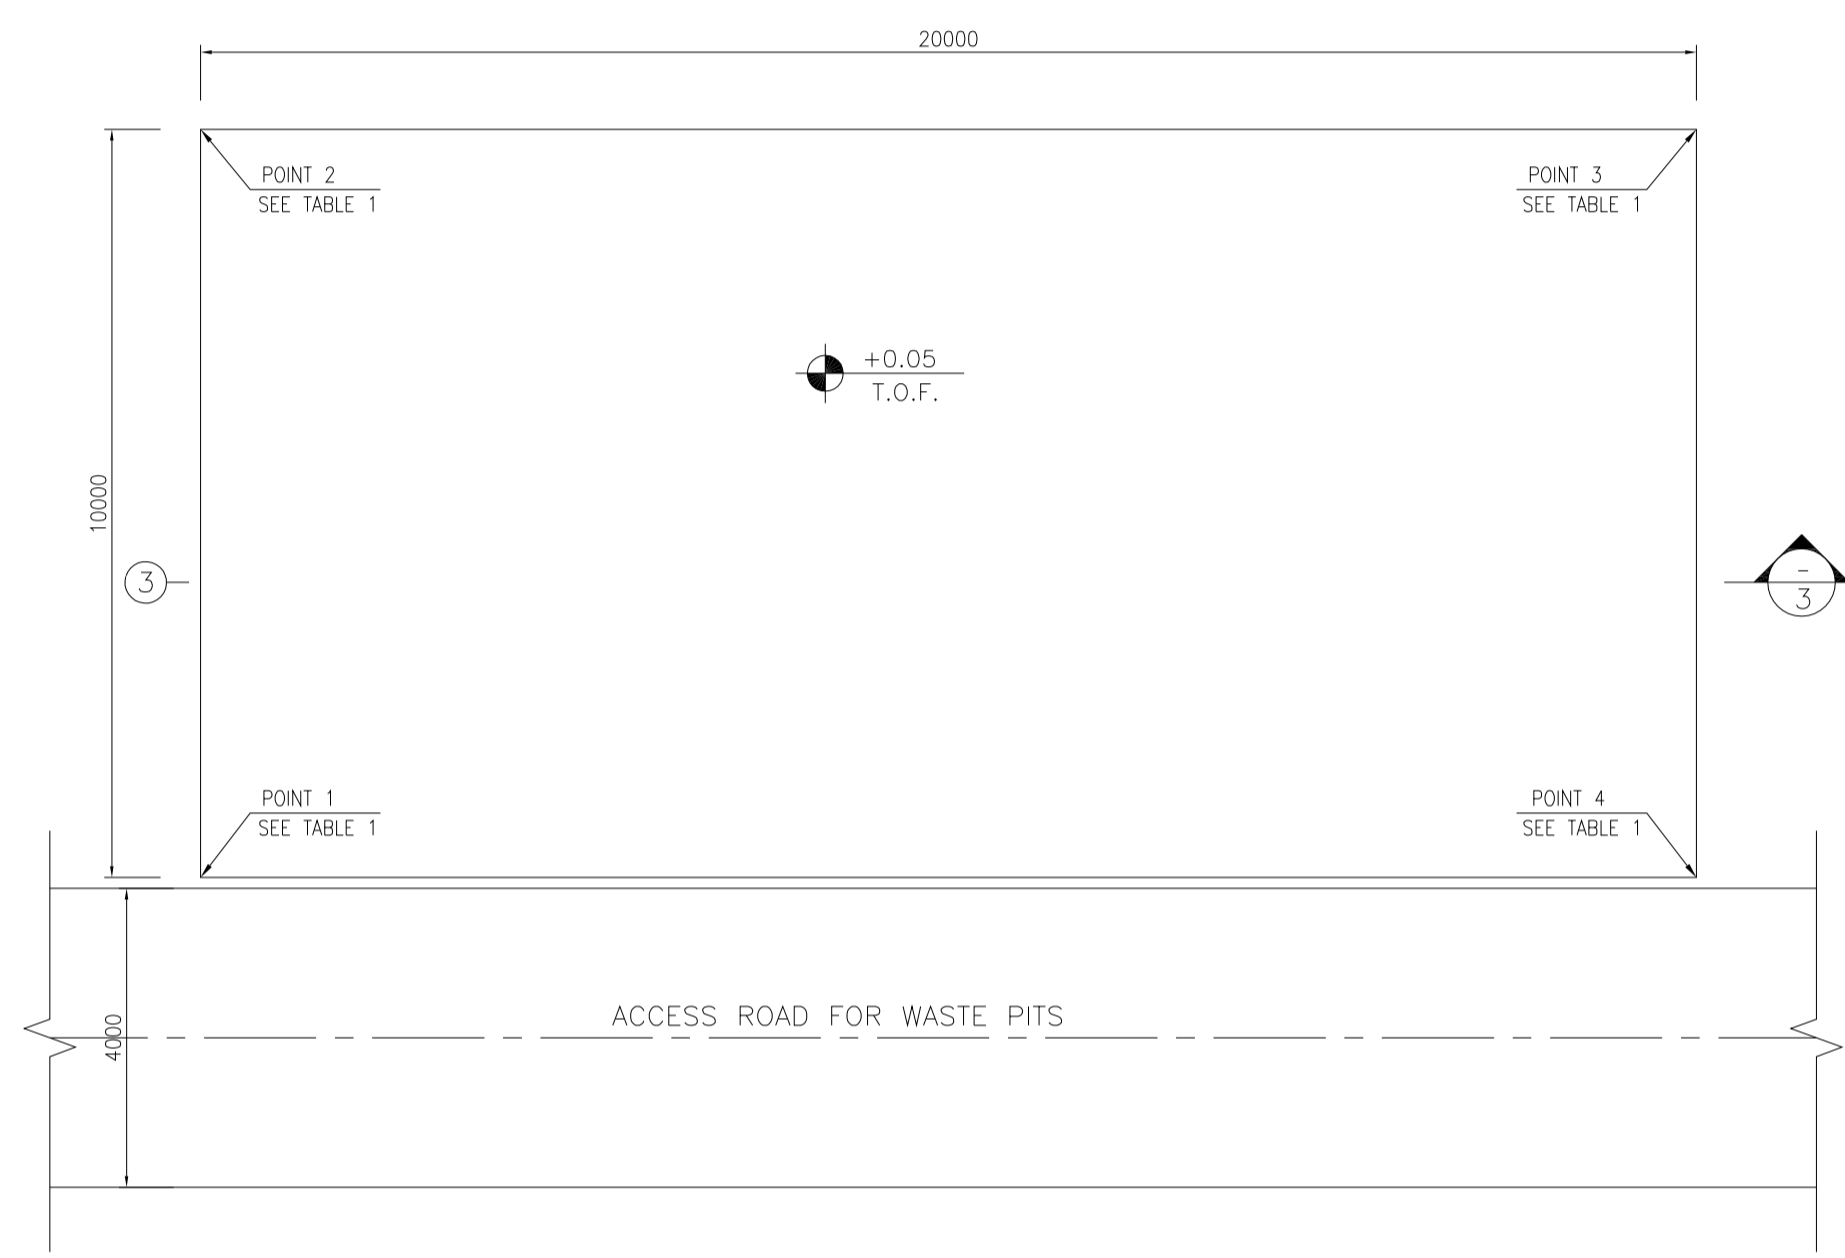 20000
POINT 2
SEE TABLE 1
POINT 3
SEE TABLE 1
+0.05
T.O.F.
10000
3
-
3
POINT 1
SEE TABLE 1
POINT 4
SEE TABLE 1
ACCESS ROAD FOR WASTE PITS
4000